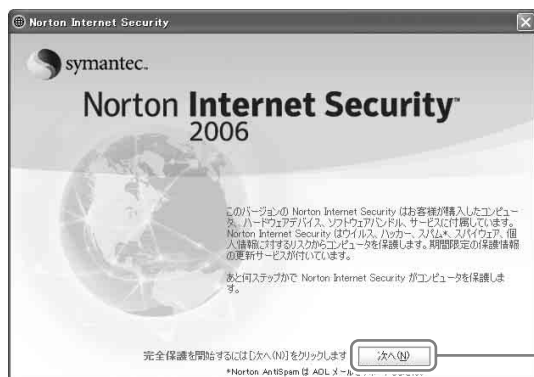 Norton Internet Security
symantec.
Norton Internet Security™
2006
このバージョンの Norton Internet Security はお客様が購入したコンピュー
タ、ハードウェアデバイス、ソフトウェアバンドル、サービスに付属しています。
Norton Internet Security はウイルス、ハッカー、スパム*、スパイウェア、個
人情報に対するリスクからコンピュータを保護します。期間限定の保護情報
の更新サービスが付いています。
あと何ステップかで Norton Internet Security がコンピュータを保護しま
す。
完全保護を開始するには[次へ(N)]をクリックします
次へ(N)
*Norton AntiSpam は AOL メール